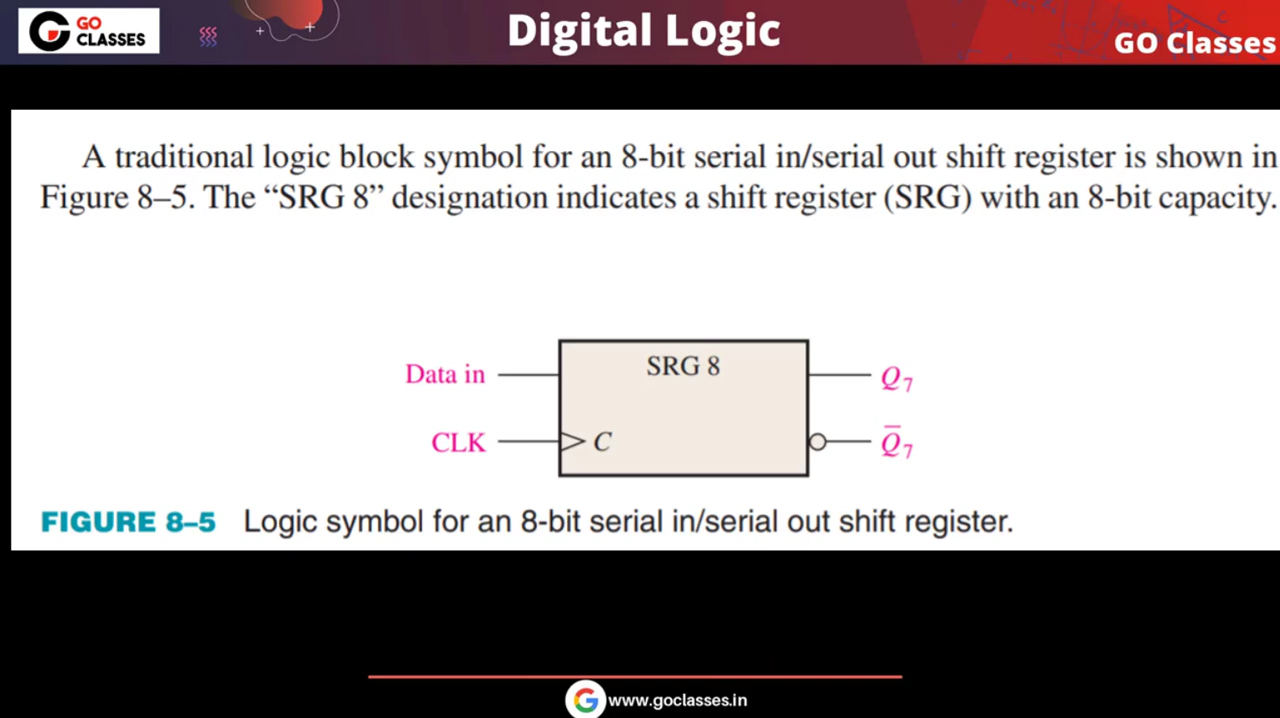 GO
CLASSES
Digital Logic
GO Classes
A traditional logic block symbol for an 8-bit serial in/serial out shift register is shown in
Figure 8–5. The “SRG 8” designation indicates a shift register (SRG) with an 8-bit capacity.
SRG 8
Data in
Q₇
CLK
C
Q̅₇
FIGURE 8–5 Logic symbol for an 8-bit serial in/serial out shift register.
www.goclasses.in